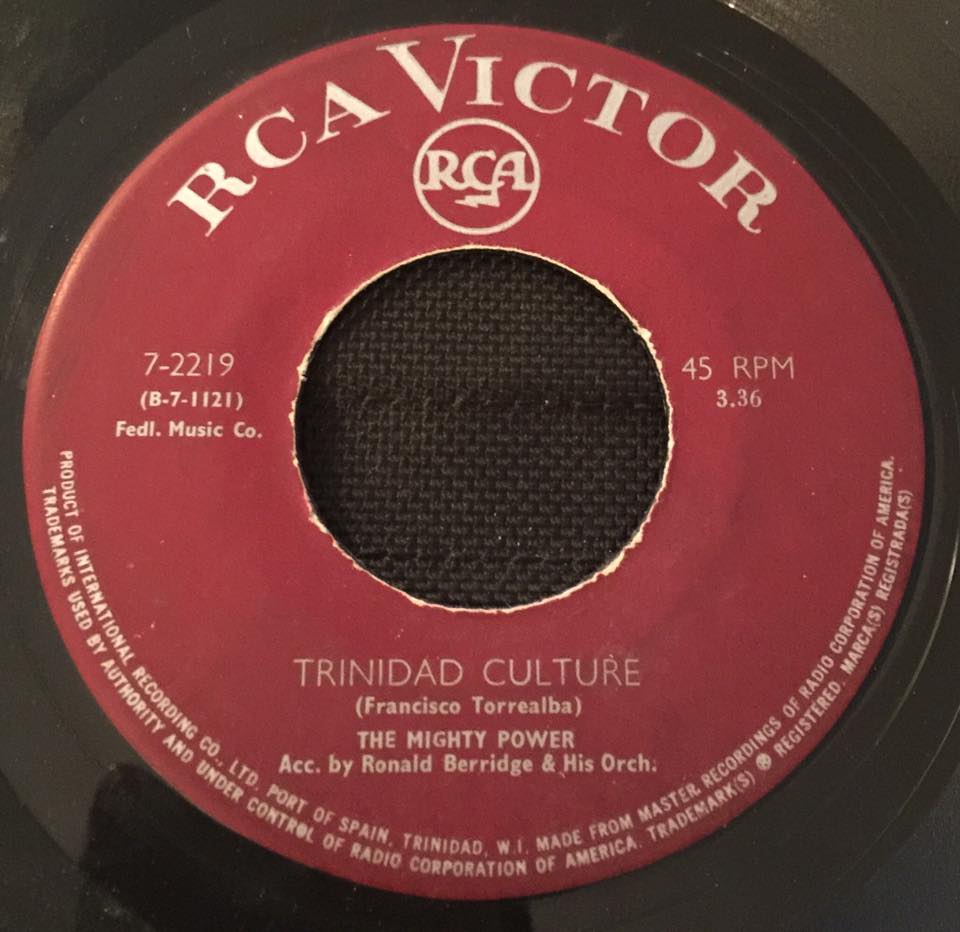 RCA VICTOR
RCA
7-2219
(B-7-1121)
Fedl. Music Co.
45 RPM
3.36
TRINIDAD CULTURE
(Francisco Torrealba)
THE MIGHTY POWER
Acc. by Ronald Berridge & His Orch.
PRODUCT OF INTERNATIONAL RECORDING CO., LTD. PORT OF SPAIN, TRINIDAD, W.I. MADE FROM MASTER RECORDINGS OF RADIO CORPORATION OF AMERICA.
TRADEMARKS USED BY AUTHORITY AND UNDER CONTROL OF RADIO CORPORATION OF AMERICA. TRADEMARK(S) ® REGISTERED. MARCA(S) REGISTRADA(S)